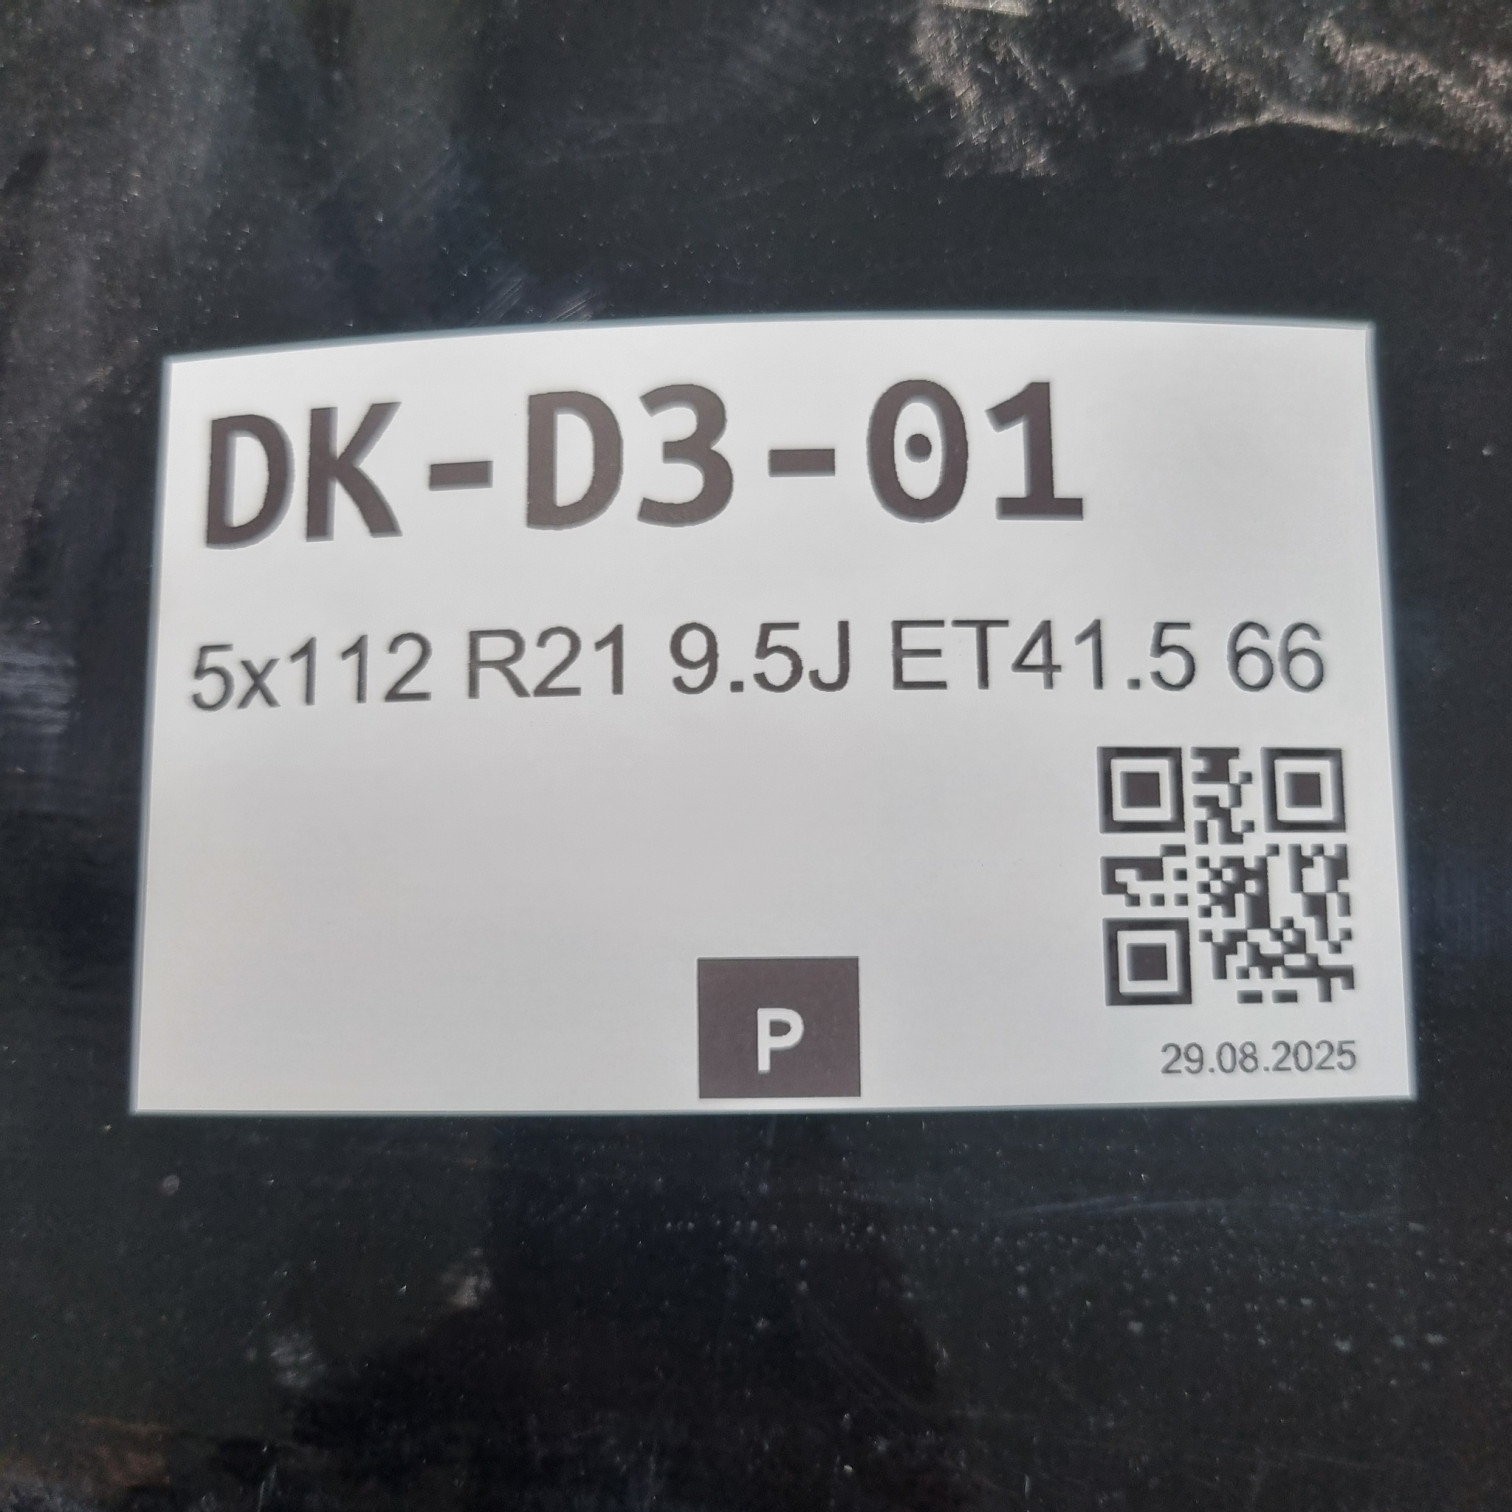 DK-D3-01
5x112 R21 9.5J ET41.5 66
P
29.08.2025